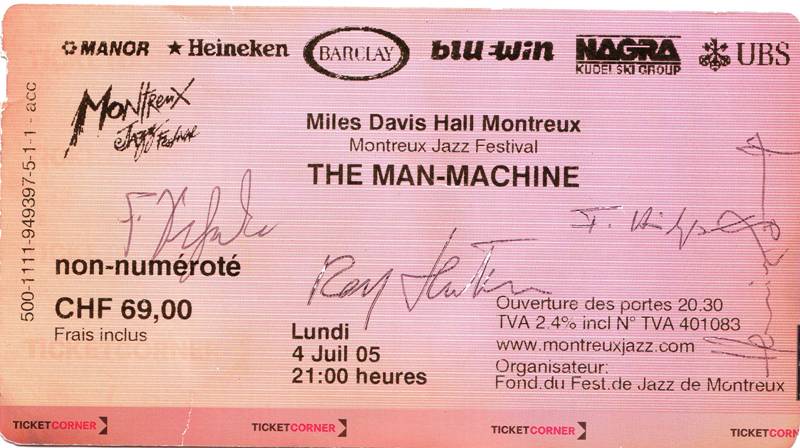 MANOR ★Heineken BARCLAY blu=win NAGRA KUDELSKI GROUP UBS
MONTREUX
JAZZ FESTIVAL
500-1111-949397-5-1-1- acc
Miles Davis Hall Montreux
Montreux Jazz Festival
THE MAN-MACHINE
non-numéroté
CHF 69,00
Frais inclus
Lundi
4 Juil 05
21:00 heures
Ouverture des portes 20.30
TVA 2.4% incl N° TVA 401083
www.montreuxjazz.com
Organisateur:
Fond.du Fest.de Jazz de Montreux
TICKETCORNER TICKETCORNER TICKETCORNER TICKETCORN